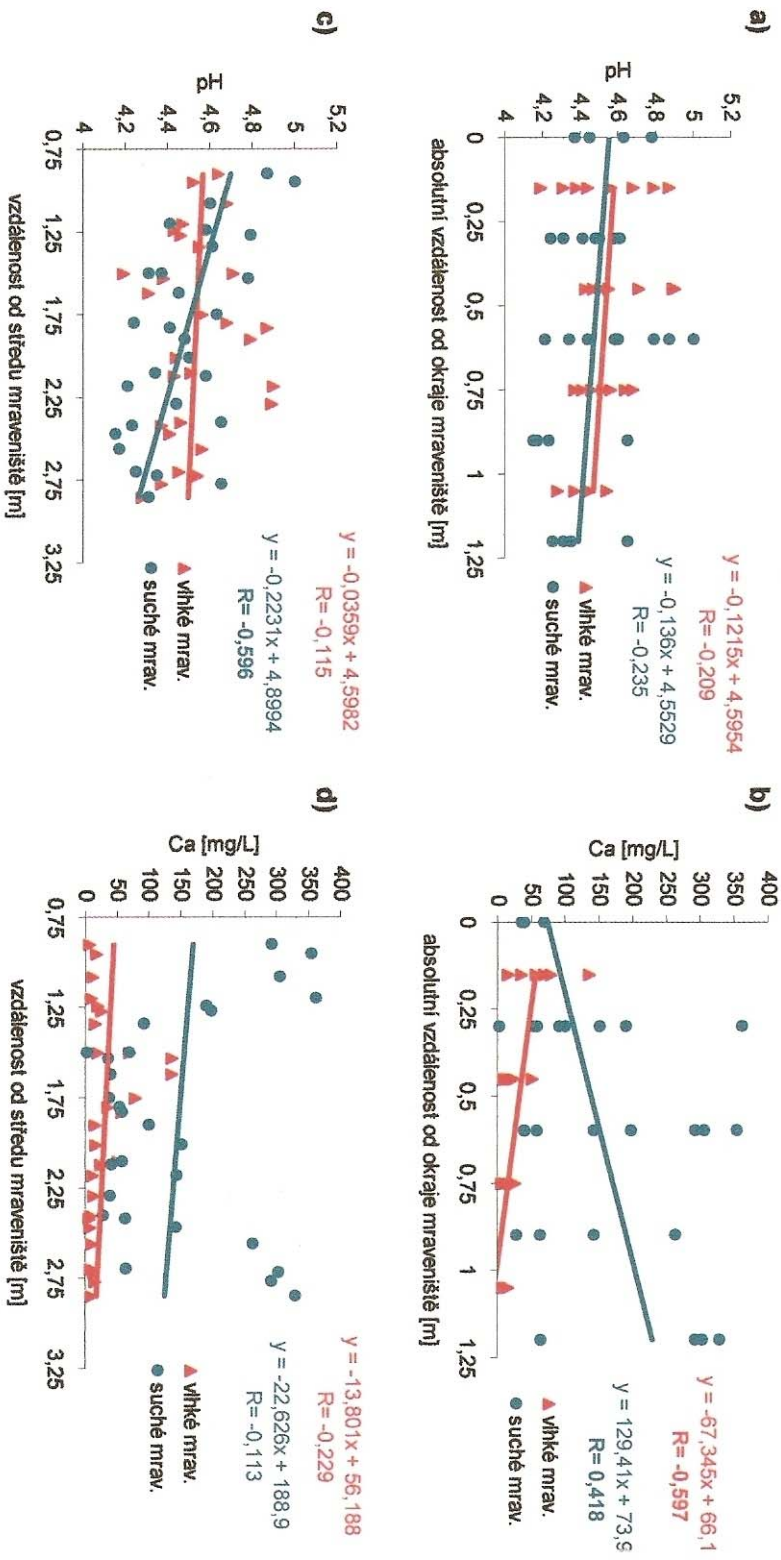 a)
pH
5,2
5
4,8
4,6
4,4
4,2
4
0
0,25
0,5
0,75
1
1,25
absolutní vzdálenost od okraje mraveniště [m]
y = -0,1215x + 4,5954
R= -0,209
y = -0,136x + 4,5529
R= -0,235
vlhké mrav.
suché mrav.
b)
Ca [mg/L]
400
350
300
250
200
150
100
50
0
0
0,25
0,5
0,75
1
1,25
absolutní vzdálenost od okraje mraveniště [m]
y = -67,345x + 66,1
R= -0,597
y = 129,41x + 73,9
R= 0,418
vlhké mrav.
suché mrav.
c)
pH
5,2
5
4,8
4,6
4,4
4,2
4
0,75
1,25
1,75
2,25
2,75
3,25
vzdálenost od středu mraveniště [m]
y = -0,0359x + 4,5982
R= -0,115
y = -0,2231x + 4,8994
R= -0,596
vlhké mrav.
suché mrav.
d)
Ca [mg/L]
400
350
300
250
200
150
100
50
0
0,75
1,25
1,75
2,25
2,75
3,25
vzdálenost od středu mraveniště [m]
y = -13,801x + 56,188
R= -0,229
y = -22,626x + 188,9
R= -0,113
vlhké mrav.
suché mrav.